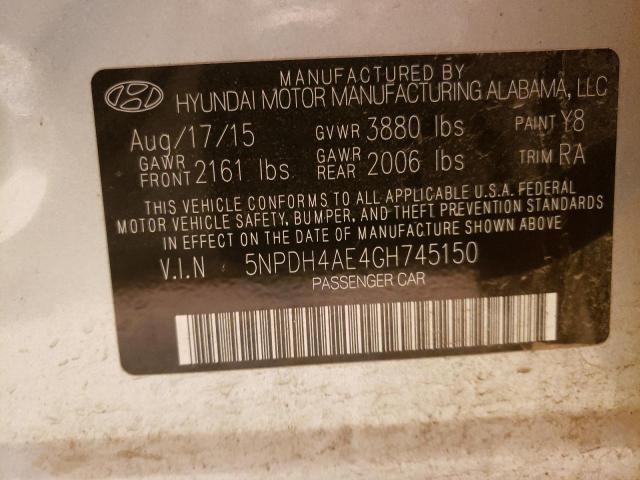 MANUFACTURED BY
HYUNDAI MOTOR MANUFACTURING ALABAMA, LLC
Aug/17/15 GVWR 3880 lbs PAINT Y8
GAWR FRONT 2161 lbs GAWR REAR 2006 lbs TRIM RA
THIS VEHICLE CONFORMS TO ALL APPLICABLE U.S.A. FEDERAL
MOTOR VEHICLE SAFETY, BUMPER, AND THEFT PREVENTION STANDARDS
IN EFFECT ON THE DATE OF MANUFACTURE SHOWN ABOVE.
V.I.N 5NPDH4AE4GH745150
PASSENGER CAR